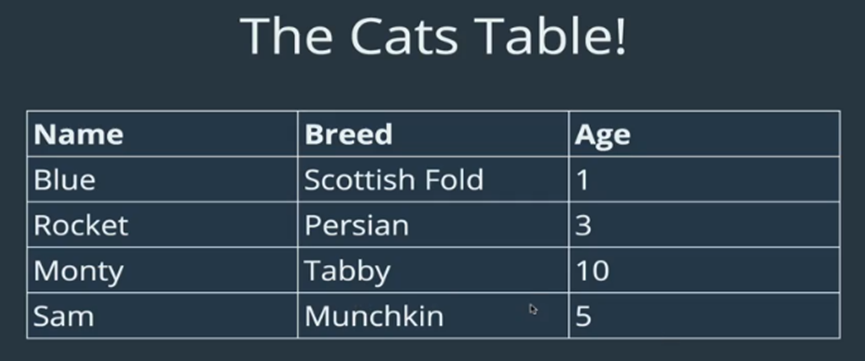 The Cats Table!
Name Breed Age
Blue Scottish Fold 1
Rocket Persian 3
Monty Tabby 10
Sam Munchkin 5